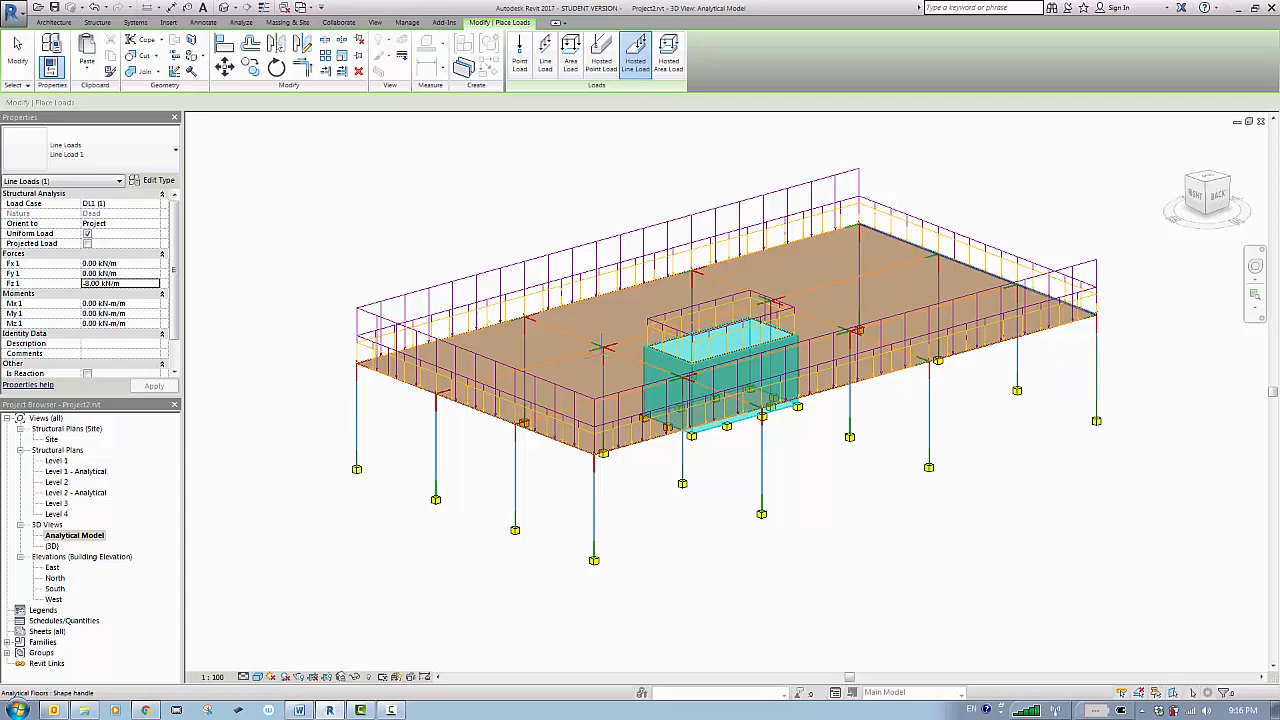 Autodesk Revit 2017 - STUDENT VERSION - Project2.rvt - 3D View: Analytical Model
Type a keyword or phrase
Sign In
Architecture Structure Systems Insert Annotate Analyze Massing & Site Collaborate View Manage Add-Ins Modify | Place Loads
Modify
Paste
Cope
Cut
Join
Point Load
Line Load
Area Load
Hosted Point Load
Hosted Line Load
Hosted Area Load
Select Properties Clipboard Geometry Modify View Measure Create Loads
Modify | Place Loads
Properties
Line Loads
Line Load 1
Line Loads (1) Edit Type
Structural Analysis
Load Case DL1 (1)
Nature Dead
Orient to Project
Uniform Load
Projected Load
Forces
Fx 1 0.00 kN/m
Fy 1 0.00 kN/m
Fz 1 -8.00 kN/m
Moments
Mx 1 0.00 kN-m/m
My 1 0.00 kN-m/m
Mz 1 0.00 kN-m/m
Identity Data
Description
Comments
Other
Is Reaction
Properties help Apply
Project Browser - Project2.rvt
Views (all)
Structural Plans (Site)
Site
Structural Plans
Level 1
Level 1 - Analytical
Level 2
Level 2 - Analytical
Level 3
Level 4
3D Views
Analytical Model
{3D}
Elevations (Building Elevation)
East
North
South
West
Legends
Schedules/Quantities
Sheets (all)
Families
Groups
Revit Links
RIGHT BACK
1 : 100
Analytical Floors : Shape handle
:0
Main Model
:0
EN
9:16 PM